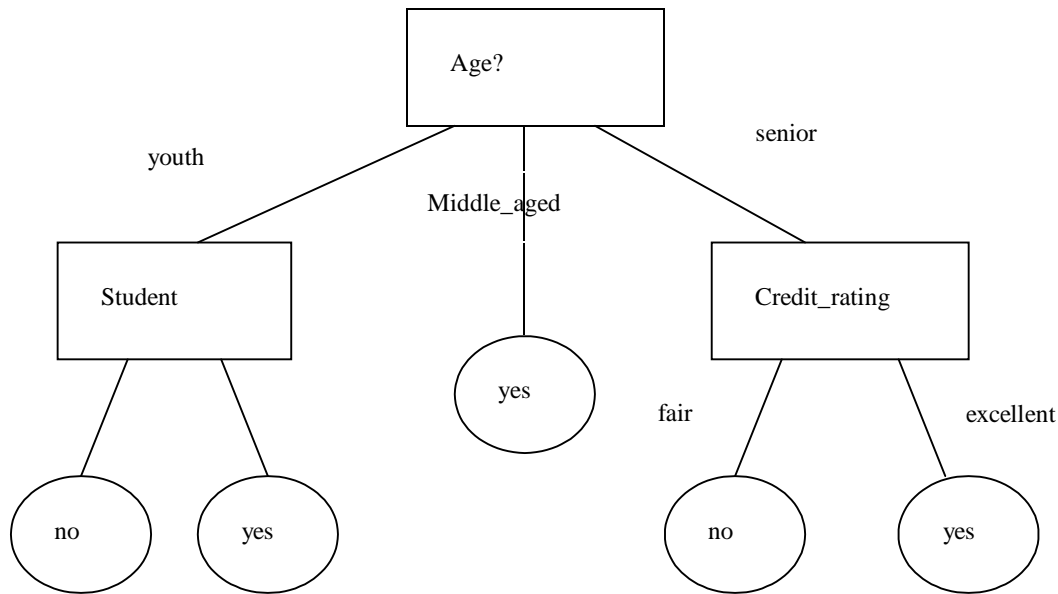 Age?
youth
senior
Middle_aged
Student
Credit_rating
yes
fair
excellent
no
yes
no
yes